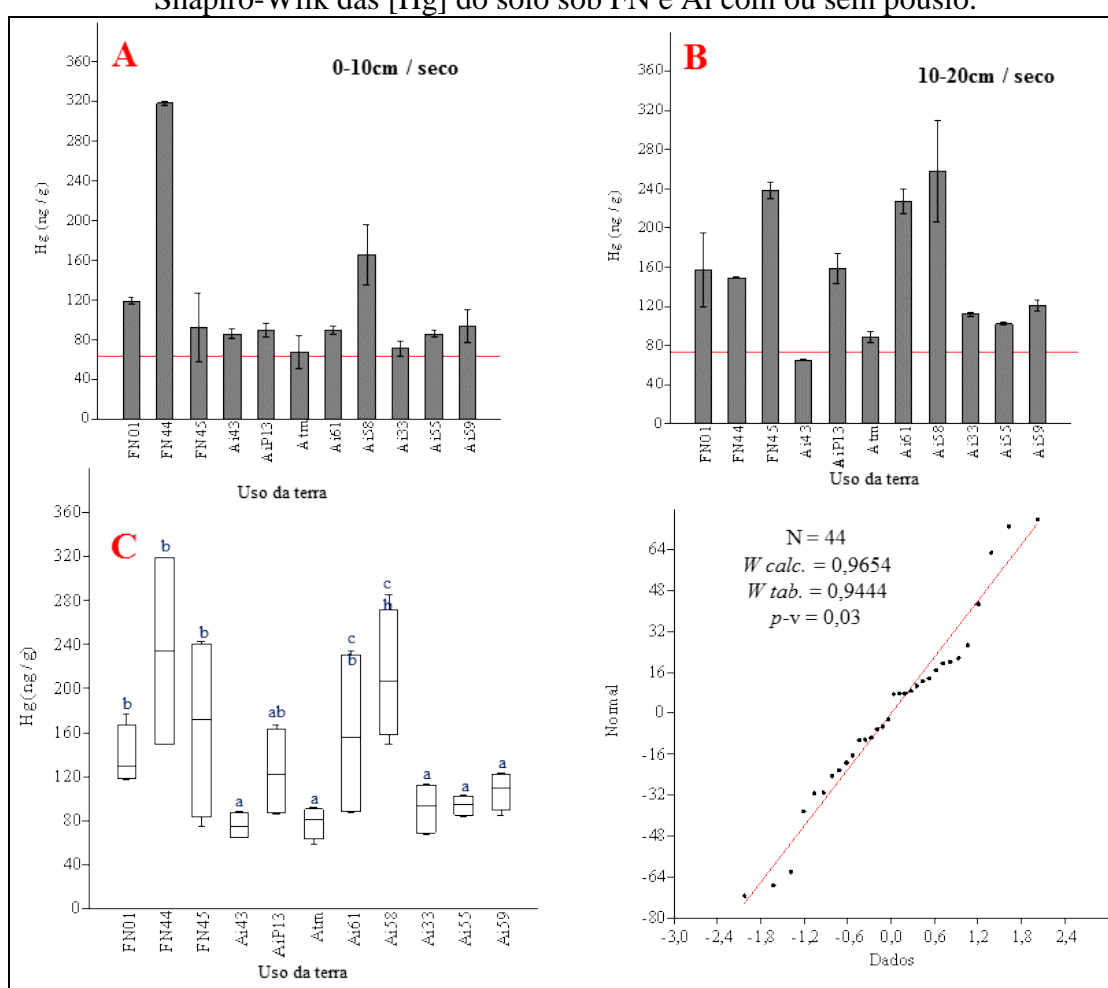 Shapiro-Wilk das [Hg] do solo sob FN e Ai com ou sem pousio.
A
0-10cm / seco
Hg (ng / g)
360
320
280
240
200
160
120
80
40
0
FN01
FN44
FN45
Ai43
AiP13
Atm
Ai61
Ai58
Ai33
Ai55
Ai59
Uso da terra
B
10-20cm / seco
Hg (ng / g)
360
320
280
240
200
160
120
80
40
0
FN01
FN44
FN45
Ai43
AiP13
Atm
Ai61
Ai58
Ai33
Ai55
Ai59
Uso da terra
C
Hg(ng / g)
360
320
280
240
200
160
120
80
40
0
b
b
b
a
ab
a
c
b
c
b
a
a
a
FN01
FN44
FN45
Ai43
AiP13
Atm
Ai61
Ai58
Ai33
Ai55
Ai59
Uso da terra
N = 44
W calc. = 0,9654
W tab. = 0,9444
p-v = 0,03
Normal
64
48
32
16
0
-16
-32
-48
-64
-80
-3,0 -2,4 -1,8 -1,2 -0,6 0,0 0,6 1,2 1,8 2,4
Dados